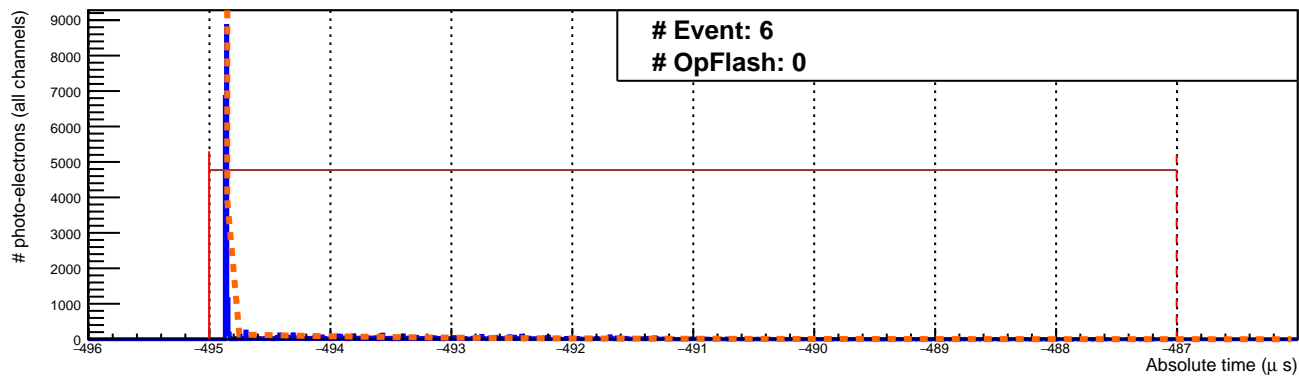 # Event: 6
# OpFlash: 0
# photo-electrons (all channels)
9000
8000
7000
6000
5000
4000
3000
2000
1000
0
−496 −495 −494 −493 −492 −491 −490 −489 −488 −487
Absolute time (μ s)